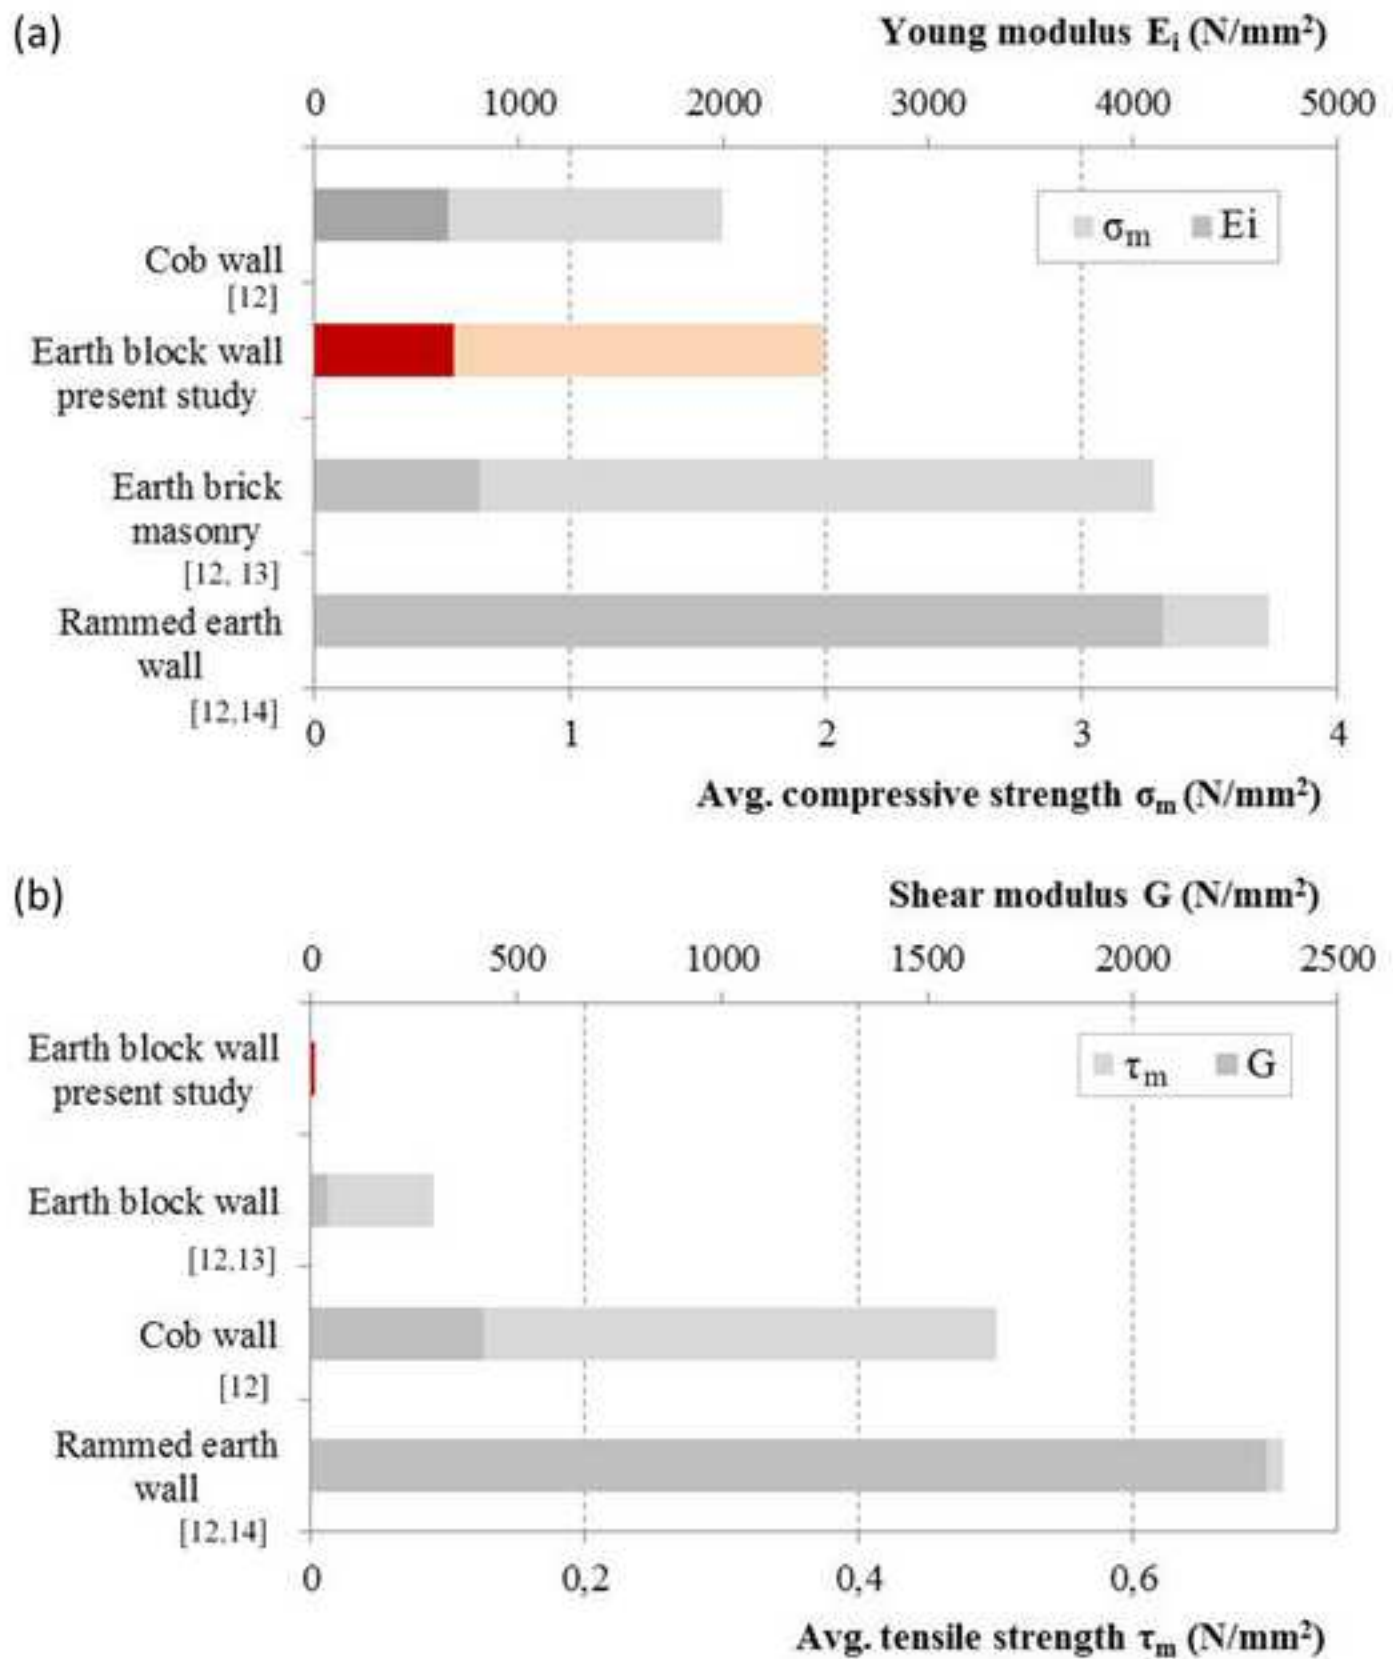 (a)
Young modulus Eᵢ (N/mm²)
0 1000 2000 3000 4000 5000
σₘ Ei
Cob wall
[12]
Earth block wall
present study
Earth brick
masonry
[12, 13]
Rammed earth
wall
[12,14]
0 1 2 3 4
Avg. compressive strength σₘ (N/mm²)
(b)
Shear modulus G (N/mm²)
0 500 1000 1500 2000 2500
τₘ G
Earth block wall
present study
Earth block wall
[12,13]
Cob wall
[12]
Rammed earth
wall
[12,14]
0 0,2 0,4 0,6
Avg. tensile strength τₘ (N/mm²)